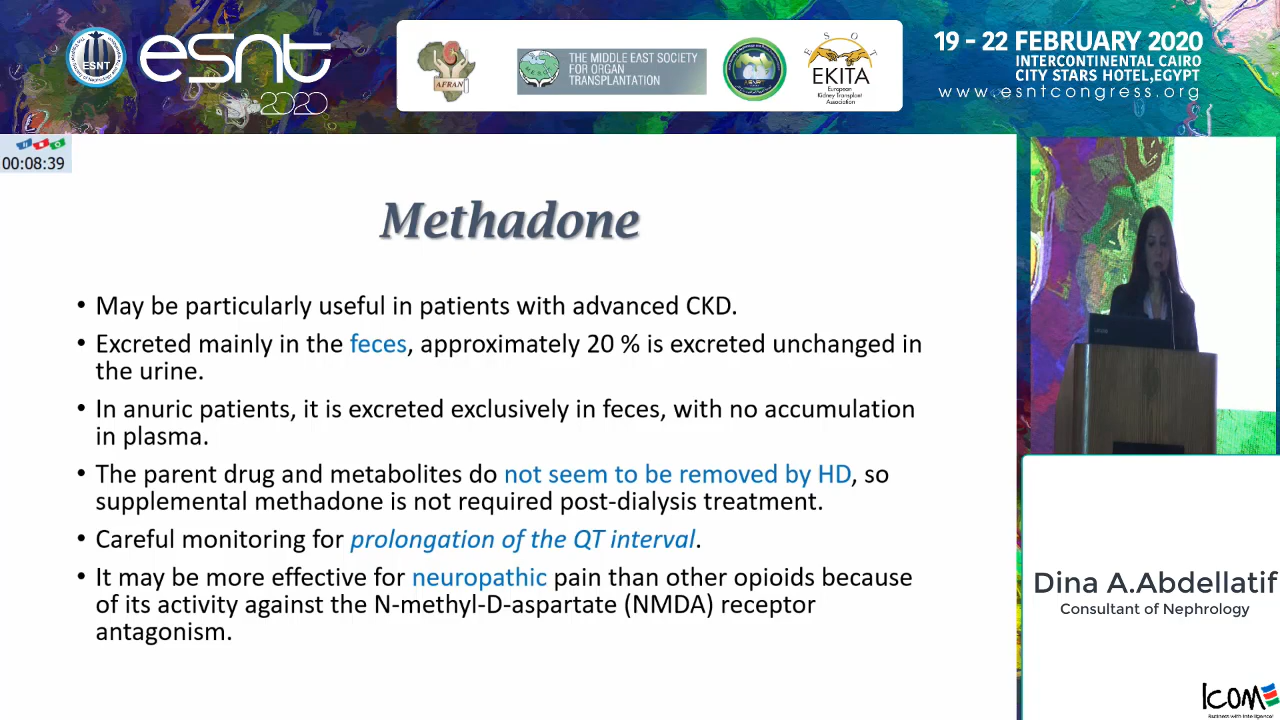 ESNT
esnt
2020
AFRAN
THE MIDDLE EAST SOCIETY
FOR ORGAN
TRANSPLANTATION
E S O T
EKITA
European
Kidney Transplant
Association
19 - 22 FEBRUARY 2020
INTERCONTINENTAL CAIRO
CITY STARS HOTEL,EGYPT
www.esntcongress.org
00:08:39
Methadone
• May be particularly useful in patients with advanced CKD.
• Excreted mainly in the feces, approximately 20 % is excreted unchanged in
the urine.
• In anuric patients, it is excreted exclusively in feces, with no accumulation
in plasma.
• The parent drug and metabolites do not seem to be removed by HD, so
supplemental methadone is not required post-dialysis treatment.
• Careful monitoring for prolongation of the QT interval.
• It may be more effective for neuropathic pain than other opioids because
of its activity against the N-methyl-D-aspartate (NMDA) receptor
antagonism.
Dina A.Abdellatif
Consultant of Nephrology
ICOME
Business with Intelligence!